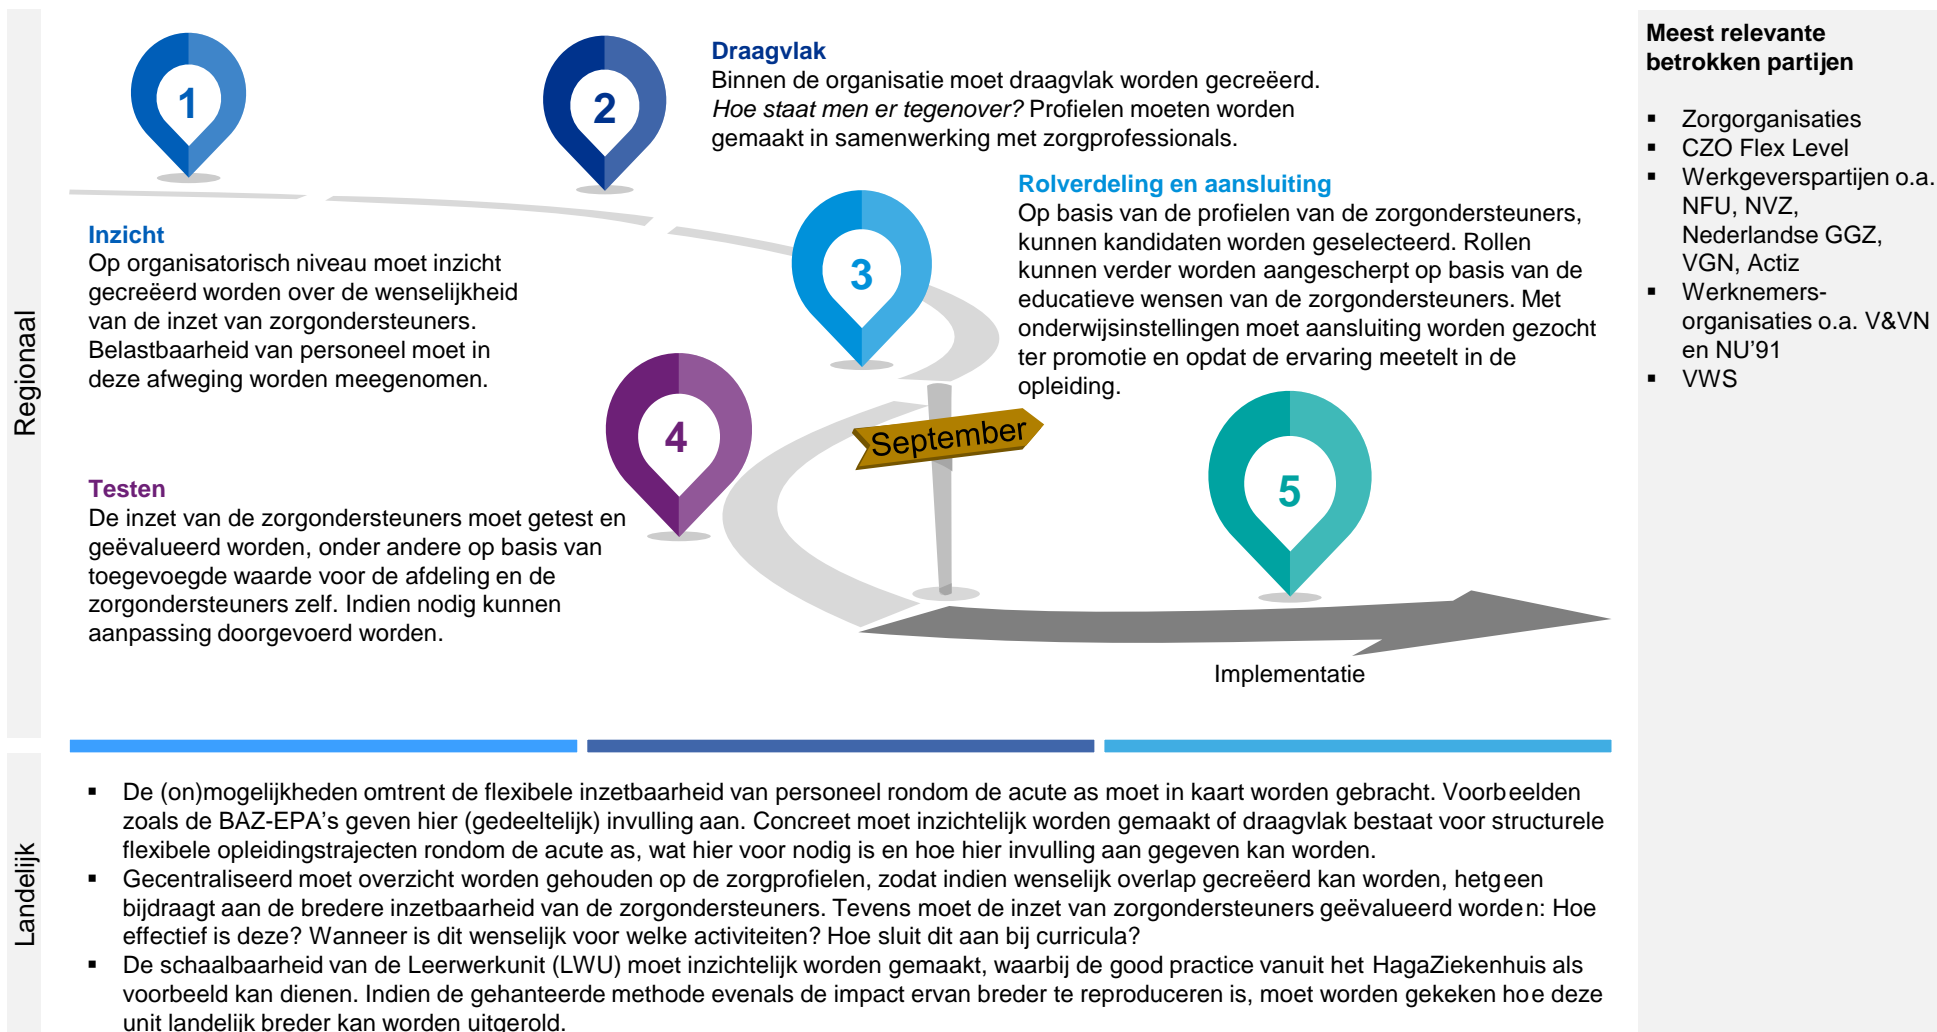 Regionaal
1
Inzicht
Op organisatorisch niveau moet inzicht
gecreëerd worden over de wenselijkheid
van de inzet van zorgondersteuners.
Belastbaarheid van personeel moet in
deze afweging worden meegenomen.
2
Draagvlak
Binnen de organisatie moet draagvlak worden gecreëerd.
Hoe staat men er tegenover? Profielen moeten worden
gemaakt in samenwerking met zorgprofessionals.
3
Rolverdeling en aansluiting
Op basis van de profielen van de zorgondersteuners,
kunnen kandidaten worden geselecteerd. Rollen
kunnen verder worden aangescherpt op basis van de
educatieve wensen van de zorgondersteuners. Met
onderwijsinstellingen moet aansluiting worden gezocht
ter promotie en opdat de ervaring meetelt in de
opleiding.
4
Testen
De inzet van de zorgondersteuners moet getest en
geëvalueerd worden, onder andere op basis van
toegevoegde waarde voor de afdeling en de
zorgondersteuners zelf. Indien nodig kunnen
aanpassing doorgevoerd worden.
September
5
Implementatie
Meest relevante
betrokken partijen
▪ Zorgorganisaties
▪ CZO Flex Level
▪ Werkgeverspartijen o.a.
NFU, NVZ,
Nederlandse GGZ,
VGN, Actiz
▪ Werknemers-
organisaties o.a. V&VN
en NU’91
▪ VWS
Landelijk
▪ De (on)mogelijkheden omtrent de flexibele inzetbaarheid van personeel rondom de acute as moet in kaart worden gebracht. Voorbeelden
zoals de BAZ-EPA’s geven hier (gedeeltelijk) invulling aan. Concreet moet inzichtelijk worden gemaakt of draagvlak bestaat voor structurele
flexibele opleidingstrajecten rondom de acute as, wat hier voor nodig is en hoe hier invulling aan gegeven kan worden.
▪ Gecentraliseerd moet overzicht worden gehouden op de zorgprofielen, zodat indien wenselijk overlap gecreëerd kan worden, hetgeen
bijdraagt aan de bredere inzetbaarheid van de zorgondersteuners. Tevens moet de inzet van zorgondersteuners geëvalueerd worden: Hoe
effectief is deze? Wanneer is dit wenselijk voor welke activiteiten? Hoe sluit dit aan bij curricula?
▪ De schaalbaarheid van de Leerwerkunit (LWU) moet inzichtelijk worden gemaakt, waarbij de good practice vanuit het HagaZiekenhuis als
voorbeeld kan dienen. Indien de gehanteerde methode evenals de impact ervan breder te reproduceren is, moet worden gekeken hoe deze
unit landelijk breder kan worden uitgerold.